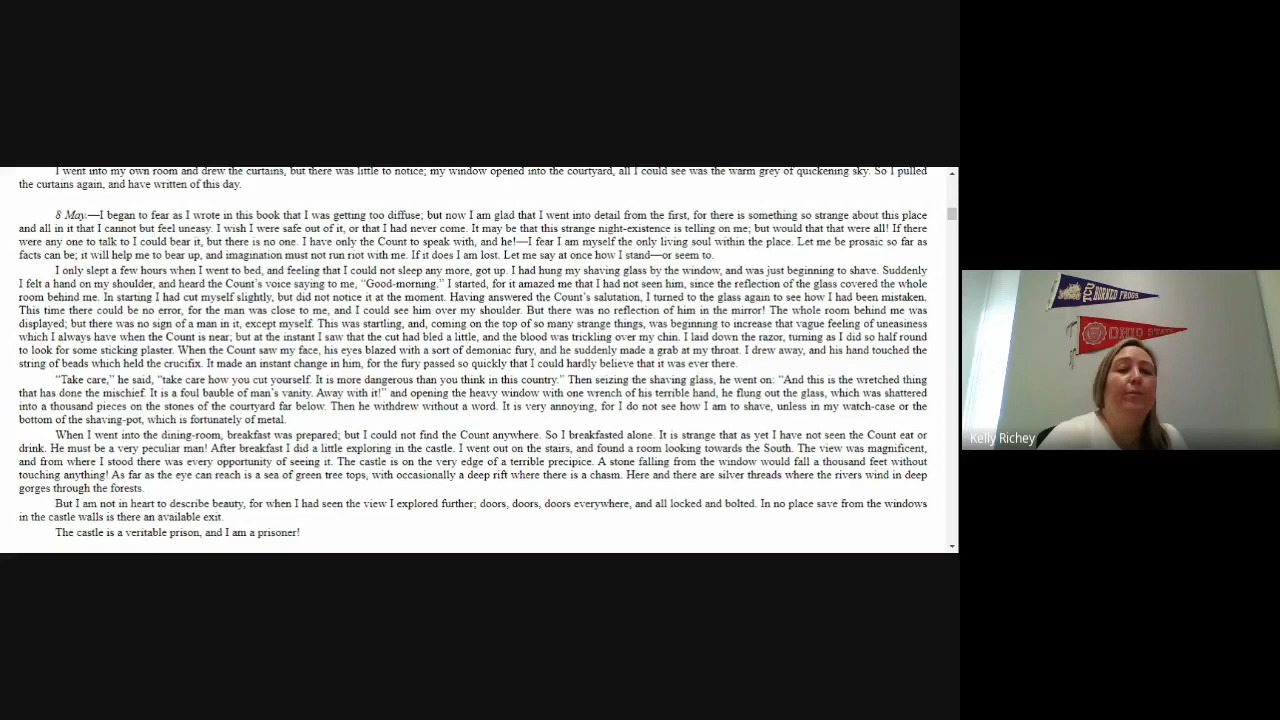 I went into my own room and drew the curtains, but there was little to notice; my window opened into the courtyard, all I could see was the warm grey of quickening sky. So I pulled
the curtains again, and have written of this day.
8 May.—I began to fear as I wrote in this book that I was getting too diffuse; but now I am glad that I went into detail from the first, for there is something so strange about this place
and all in it that I cannot but feel uneasy. I wish I were safe out of it, or that I had never come. It may be that this strange night-existence is telling on me; but would that that were all! If there
were any one to talk to I could bear it, but there is no one. I have only the Count to speak with, and he!—I fear I am myself the only living soul within the place. Let me be prosaic so far as
facts can be; it will help me to bear up, and imagination must not run riot with me. If it does I am lost. Let me say at once how I stand—or seem to.
I only slept a few hours when I went to bed, and feeling that I could not sleep any more, got up. I had hung my shaving glass by the window, and was just beginning to shave. Suddenly
I felt a hand on my shoulder, and heard the Count's voice saying to me, “Good-morning.” I started, for it amazed me that I had not seen him, since the reflection of the glass covered the whole
room behind me. In starting I had cut myself slightly, but did not notice it at the moment. Having answered the Count's salutation, I turned to the glass again to see how I had been mistaken.
This time there could be no error, for the man was close to me, and I could see him over my shoulder. But there was no reflection of him in the mirror! The whole room behind me was
displayed; but there was no sign of a man in it, except myself. This was startling, and, coming on the top of so many strange things, was beginning to increase that vague feeling of uneasiness
which I always have when the Count is near; but at the instant I saw that the cut had bled a little, and the blood was trickling over my chin. I laid down the razor, turning as I did so half round
to look for some sticking plaster. When the Count saw my face, his eyes blazed with a sort of demoniac fury, and he suddenly made a grab at my throat. I drew away, and his hand touched the
string of beads which held the crucifix. It made an instant change in him, for the fury passed so quickly that I could hardly believe that it was ever there.
“Take care,” he said, “take care how you cut yourself. It is more dangerous than you think in this country.” Then seizing the shaving glass, he went on: “And this is the wretched thing
that has done the mischief. It is a foul bauble of man's vanity. Away with it!” and opening the heavy window with one wrench of his terrible hand, he flung out the glass, which was shattered
into a thousand pieces on the stones of the courtyard far below. Then he withdrew without a word. It is very annoying, for I do not see how I am to shave, unless in my watch-case or the
bottom of the shaving-pot, which is fortunately of metal.
When I went into the dining-room, breakfast was prepared; but I could not find the Count anywhere. So I breakfasted alone. It is strange that as yet I have not seen the Count eat or
drink. He must be a very peculiar man! After breakfast I did a little exploring in the castle. I went out on the stairs, and found a room looking towards the South. The view was magnificent,
and from where I stood there was every opportunity of seeing it. The castle is on the very edge of a terrible precipice. A stone falling from the window would fall a thousand feet without
touching anything! As far as the eye can reach is a sea of green tree tops, with occasionally a deep rift where there is a chasm. Here and there are silver threads where the rivers wind in deep
gorges through the forests.
But I am not in heart to describe beauty, for when I had seen the view I explored further; doors, doors, doors everywhere, and all locked and bolted. In no place save from the windows
in the castle walls is there an available exit.
The castle is a veritable prison, and I am a prisoner!
TCU HORNED FROGS
OHIO STATE
Kelly Richey